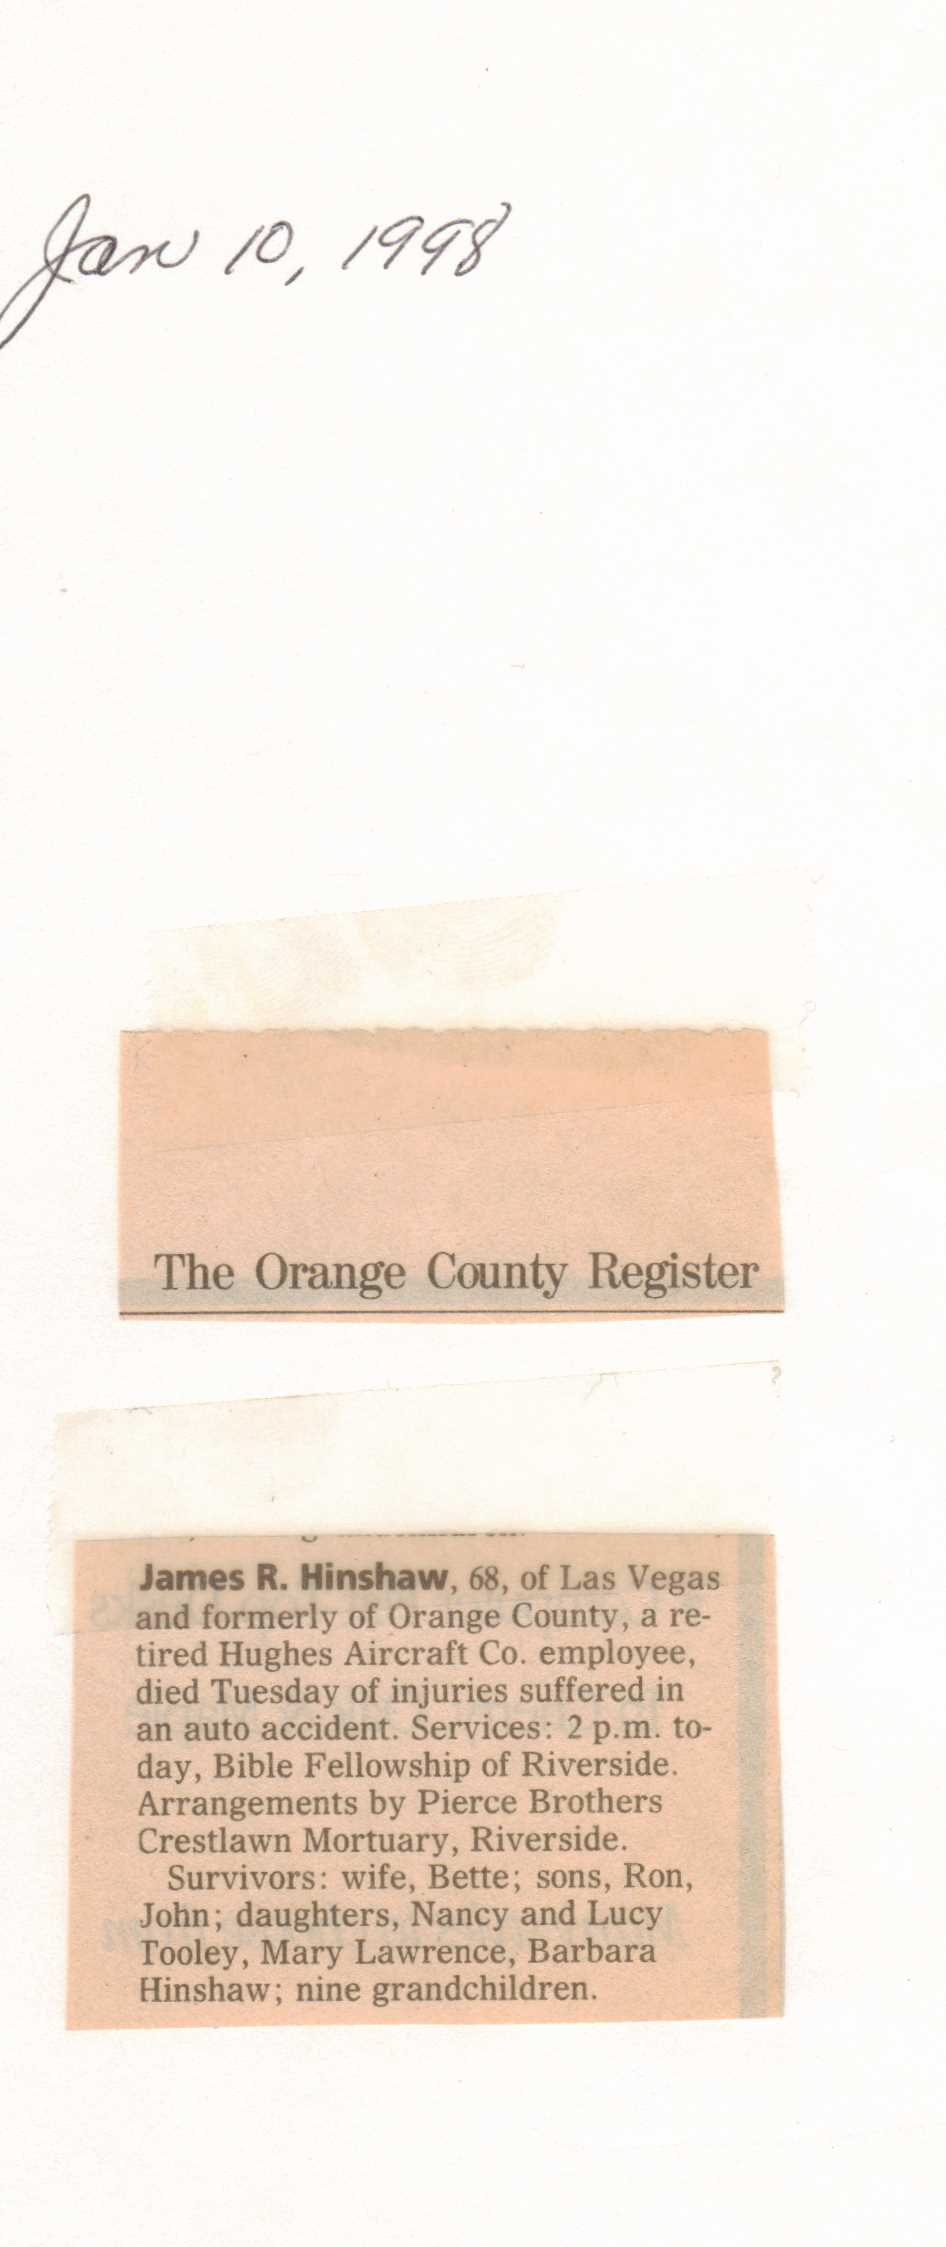 Jan 10, 1998
The Orange County Register
James R. Hinshaw, 68, of Las Vegas
and formerly of Orange County, a re-
tired Hughes Aircraft Co. employee,
died Tuesday of injuries suffered in
an auto accident. Services: 2 p.m. to-
day, Bible Fellowship of Riverside.
Arrangements by Pierce Brothers
Crestlawn Mortuary, Riverside.
Survivors: wife, Bette; sons, Ron,
John; daughters, Nancy and Lucy
Tooley, Mary Lawrence, Barbara
Hinshaw; nine grandchildren.